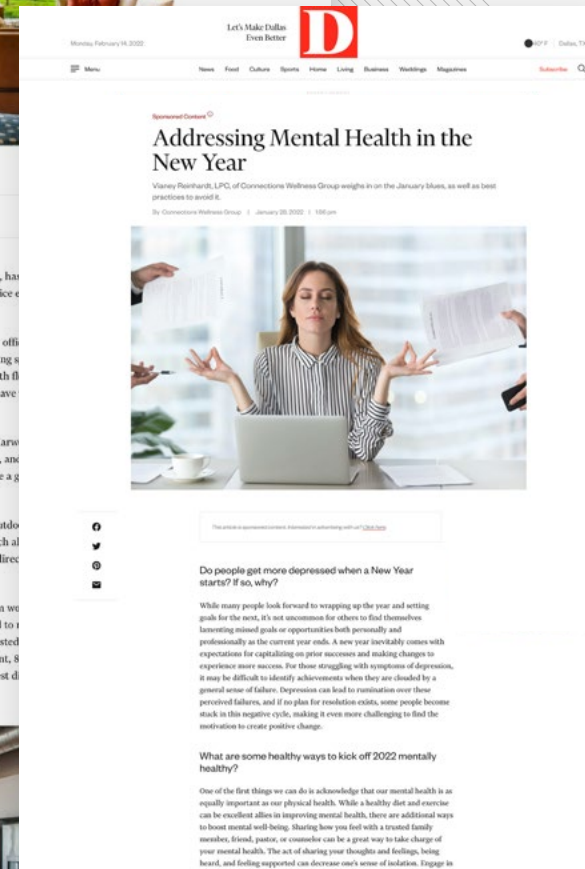 Let's Make Dallas
Even Better
D
Monday, February 14, 2022
40° F | Dallas, TX
Menu
News Food Culture Sports Home Living Business Weddings Magazines
Subscribe
Sponsored Content
Addressing Mental Health in the
New Year
Vianey Reinhardt, LPC, of Connections Wellness Group weighs in on the January blues, as well as best
practices to avoid it.
By Connections Wellness Group | January 28, 2022 | 1:56 pm
This article is sponsored content. Interested in advertising with us? Click here
Do people get more depressed when a New Year
starts? If so, why?
While many people look forward to wrapping up the year and setting
goals for the next, it's not uncommon for others to find themselves
lamenting missed goals or opportunities both personally and
professionally as the current year ends. A new year inevitably comes with
expectations for capitalizing on prior successes and making changes to
experience more success. For those struggling with symptoms of depression,
it may be difficult to identify achievements when they are clouded by a
general sense of failure. Depression can lead to rumination over these
perceived failures, and if no plan for resolution exists, some people become
stuck in this negative cycle, making it even more challenging to find the
motivation to create positive change.
What are some healthy ways to kick off 2022 mentally
healthy?
One of the first things we can do is acknowledge that our mental health is as
equally important as our physical health. While a healthy diet and exercise
can be excellent allies in improving mental health, there are additional ways
to boost mental well-being. Sharing how you feel with a trusted family
member, friend, pastor, or counselor can be a great way to take charge of
your mental health. The act of sharing your thoughts and feelings, being
heard, and feeling supported can decrease one's sense of isolation. Engage in